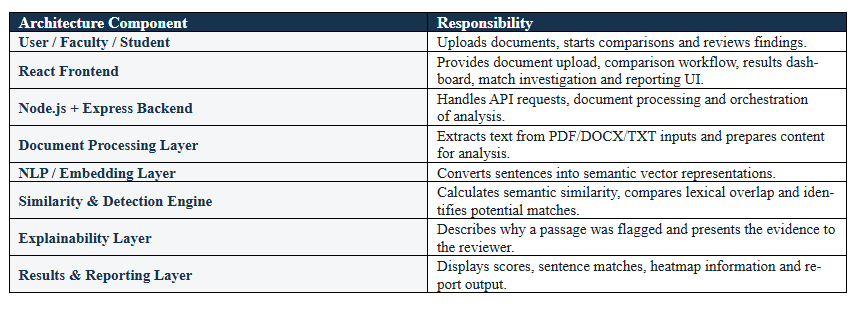 Architecture Component Responsibility
User / Faculty / Student Uploads documents, starts comparisons and reviews findings.
React Frontend Provides document upload, comparison workflow, results dash-
board, match investigation and reporting UI.
Node.js + Express Backend Handles API requests, document processing and orchestration
of analysis.
Document Processing Layer Extracts text from PDF/DOCX/TXT inputs and prepares content
for analysis.
NLP / Embedding Layer Converts sentences into semantic vector representations.
Similarity & Detection Engine Calculates semantic similarity, compares lexical overlap and iden-
tifies potential matches.
Explainability Layer Describes why a passage was flagged and presents the evidence to
the reviewer.
Results & Reporting Layer Displays scores, sentence matches, heatmap information and re-
port output.